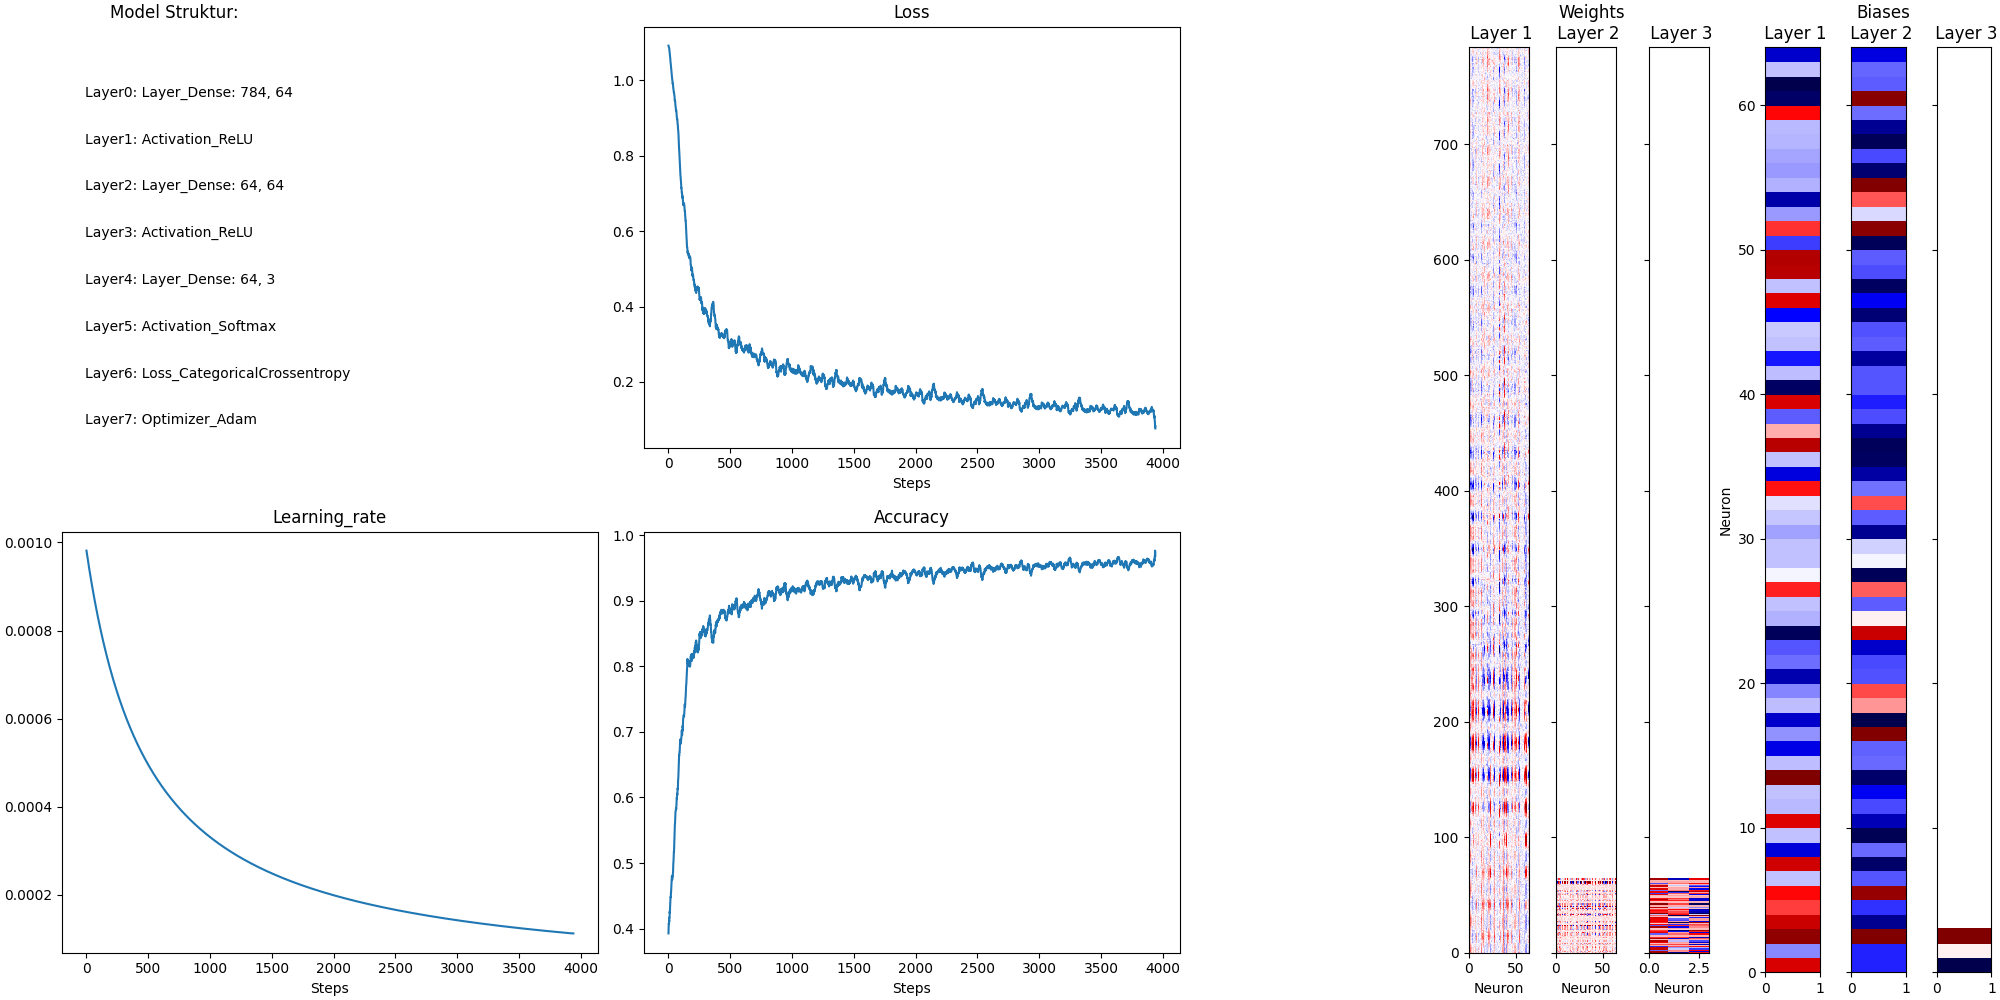 Model Struktur:
Layer0: Layer_Dense: 784, 64
Layer1: Activation_ReLU
Layer2: Layer_Dense: 64, 64
Layer3: Activation_ReLU
Layer4: Layer_Dense: 64, 3
Layer5: Activation_Softmax
Layer6: Loss_CategoricalCrossentropy
Layer7: Optimizer_Adam
Loss
1.0
0.8
0.6
0.4
0.2
0 500 1000 1500 2000 2500 3000 3500 4000
Steps
Learning_rate
0.0010
0.0008
0.0006
0.0004
0.0002
0 500 1000 1500 2000 2500 3000 3500 4000
Steps
Accuracy
1.0
0.9
0.8
0.7
0.6
0.5
0.4
0 500 1000 1500 2000 2500 3000 3500 4000
Steps
Weights
Layer 1 Layer 2 Layer 3
700
600
500
400
300
200
100
0
0 50 0 50 0.0 2.5
Neuron Neuron Neuron
Biases
Layer 1 Layer 2 Layer 3
Neuron
60
50
40
30
20
10
0
0 1 0 1 0 1